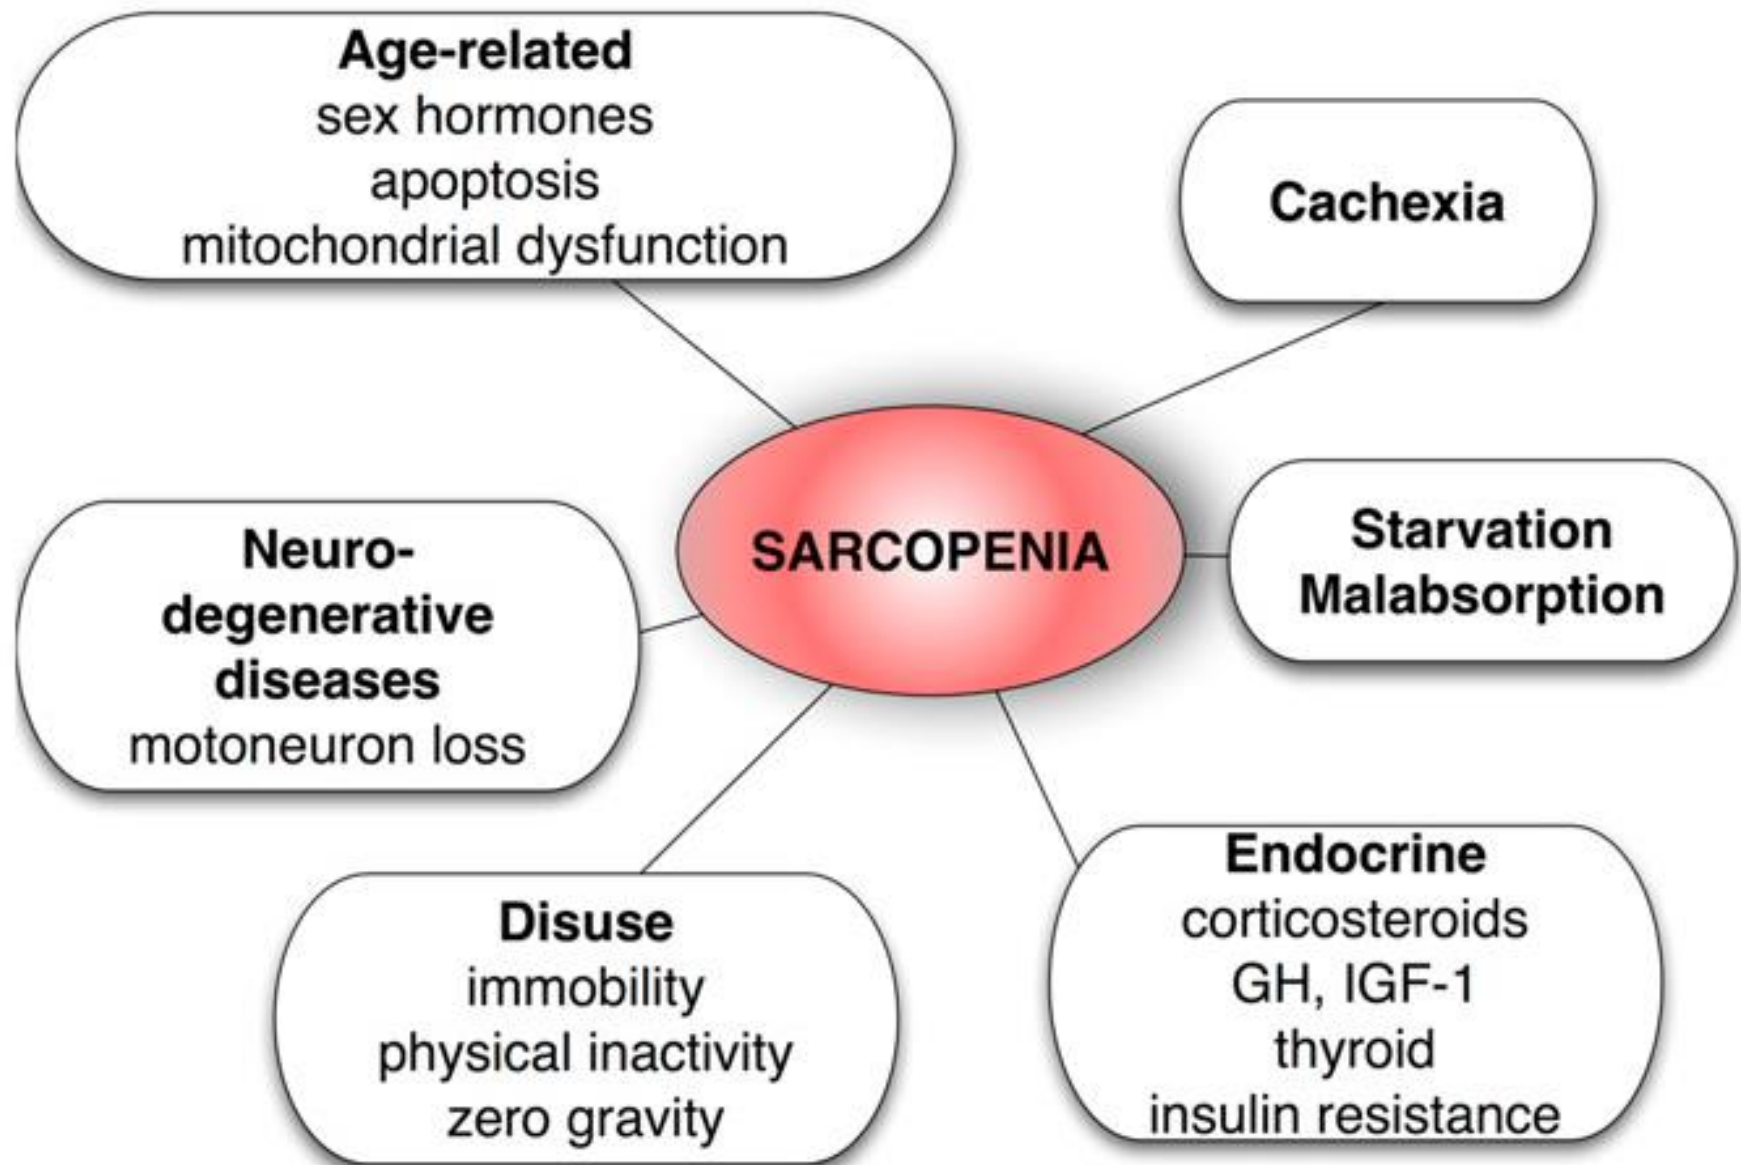 Age-related
sex hormones
apoptosis
mitochondrial dysfunction
Cachexia
SARCOPENIA
Starvation
Malabsorption
Neuro-
degenerative
diseases
motoneuron loss
Disuse
immobility
physical inactivity
zero gravity
Endocrine
corticosteroids
GH, IGF-1
thyroid
insulin resistance